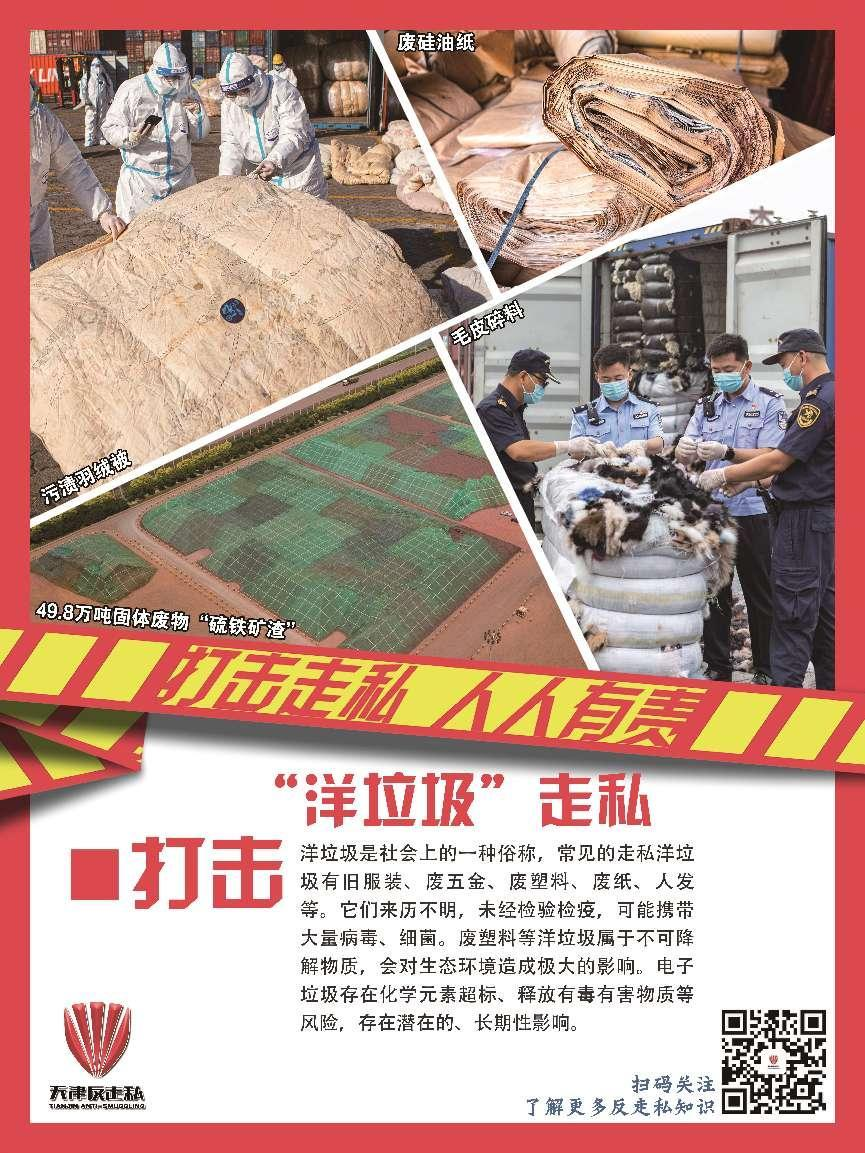 废硅油纸
毛皮碎料
污渍羽绒被
49.8万吨固体废物“硫铁矿渣”
打击走私 人人有责
“洋垃圾”走私
打击
洋垃圾是社会上的一种俗称，常见的走私洋垃
圾有旧服装、废五金、废塑料、废纸、人发
等。它们来历不明，未经检验检疫，可能携带
大量病毒、细菌。废塑料等洋垃圾属于不可降
解物质，会对生态环境造成极大的影响。电子
垃圾存在化学元素超标、释放有毒有害物质等
风险，存在潜在的、长期性影响。
天津反走私
TIANJIN ANTI-SMUGGLING
扫码关注
了解更多反走私知识